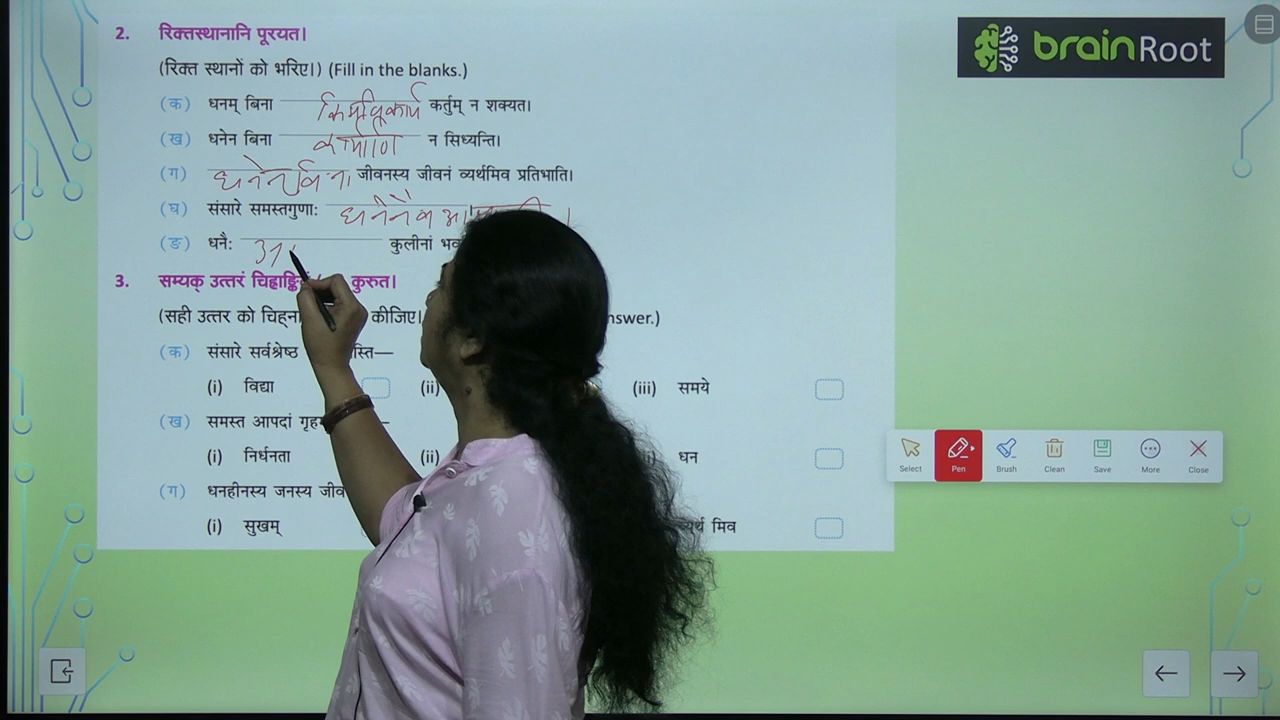 brainRoot
2. रिक्तस्थानानि पूरयत।
(रिक्त स्थानों को भरिए।) (Fill in the blanks.)
(क) धनम् बिना किमपि कार्य कर्तुम् न शक्यत।
(ख) धनेन बिना कार्याणि न सिध्यन्ति।
(ग) धनेन विना जीवनस्य जीवनं व्यर्थमिव प्रतिभाति।
(घ) संसारे समस्तगुणाः धनेनैव
(ङ) धनैः कुलीनां
3. सम्यक् उत्तरं कुरुत।
(सही उत्तर को कीजिए। answer.)
(क) संसारे सर्वश्रेष्ठ
(i) विद्या (ii) (iii) समये
(ख) समस्त आपदां
(i) निर्धनता (ii) धन
(ग) धनहीनस्य जनस्य
(i) सुखम् मिव
Select Pen Brush Clean Save More Close